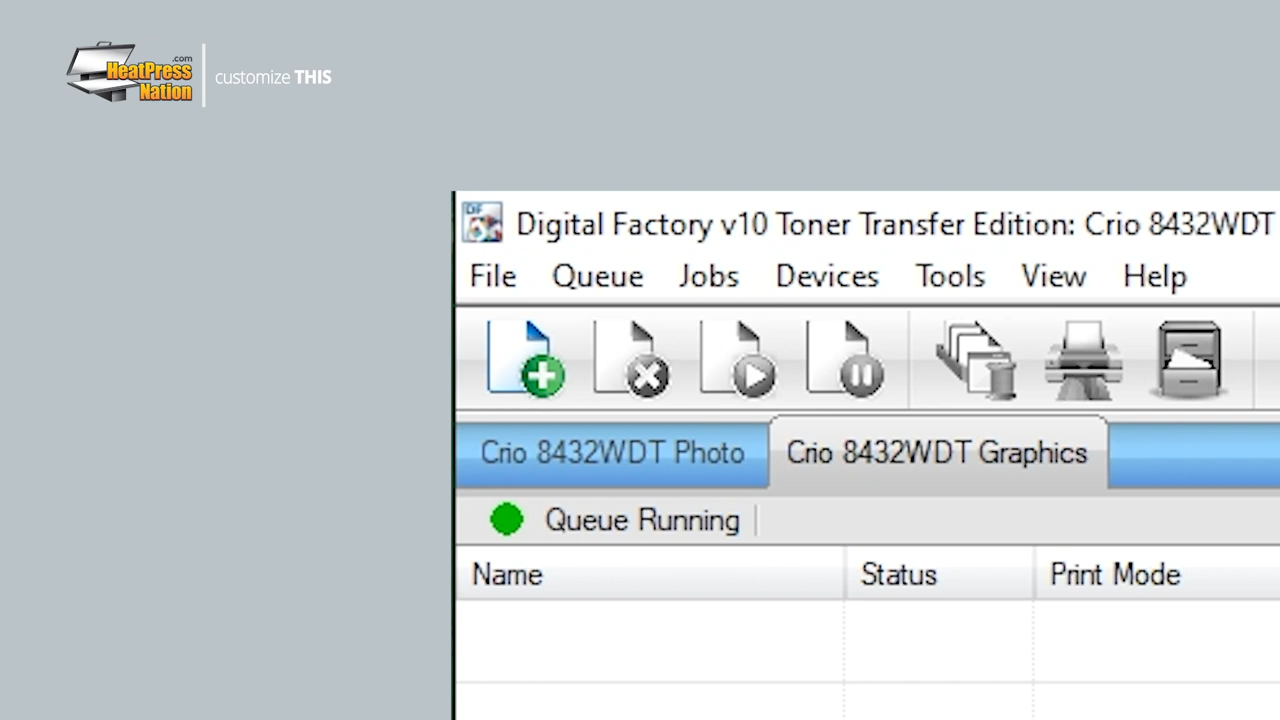 .com
HeatPress
Nation
customize THIS
DF
Digital Factory v10 Toner Transfer Edition: Crio 8432WDT
File Queue Jobs Devices Tools View Help
Crio 8432WDT Photo Crio 8432WDT Graphics
Queue Running
Name Status Print Mode